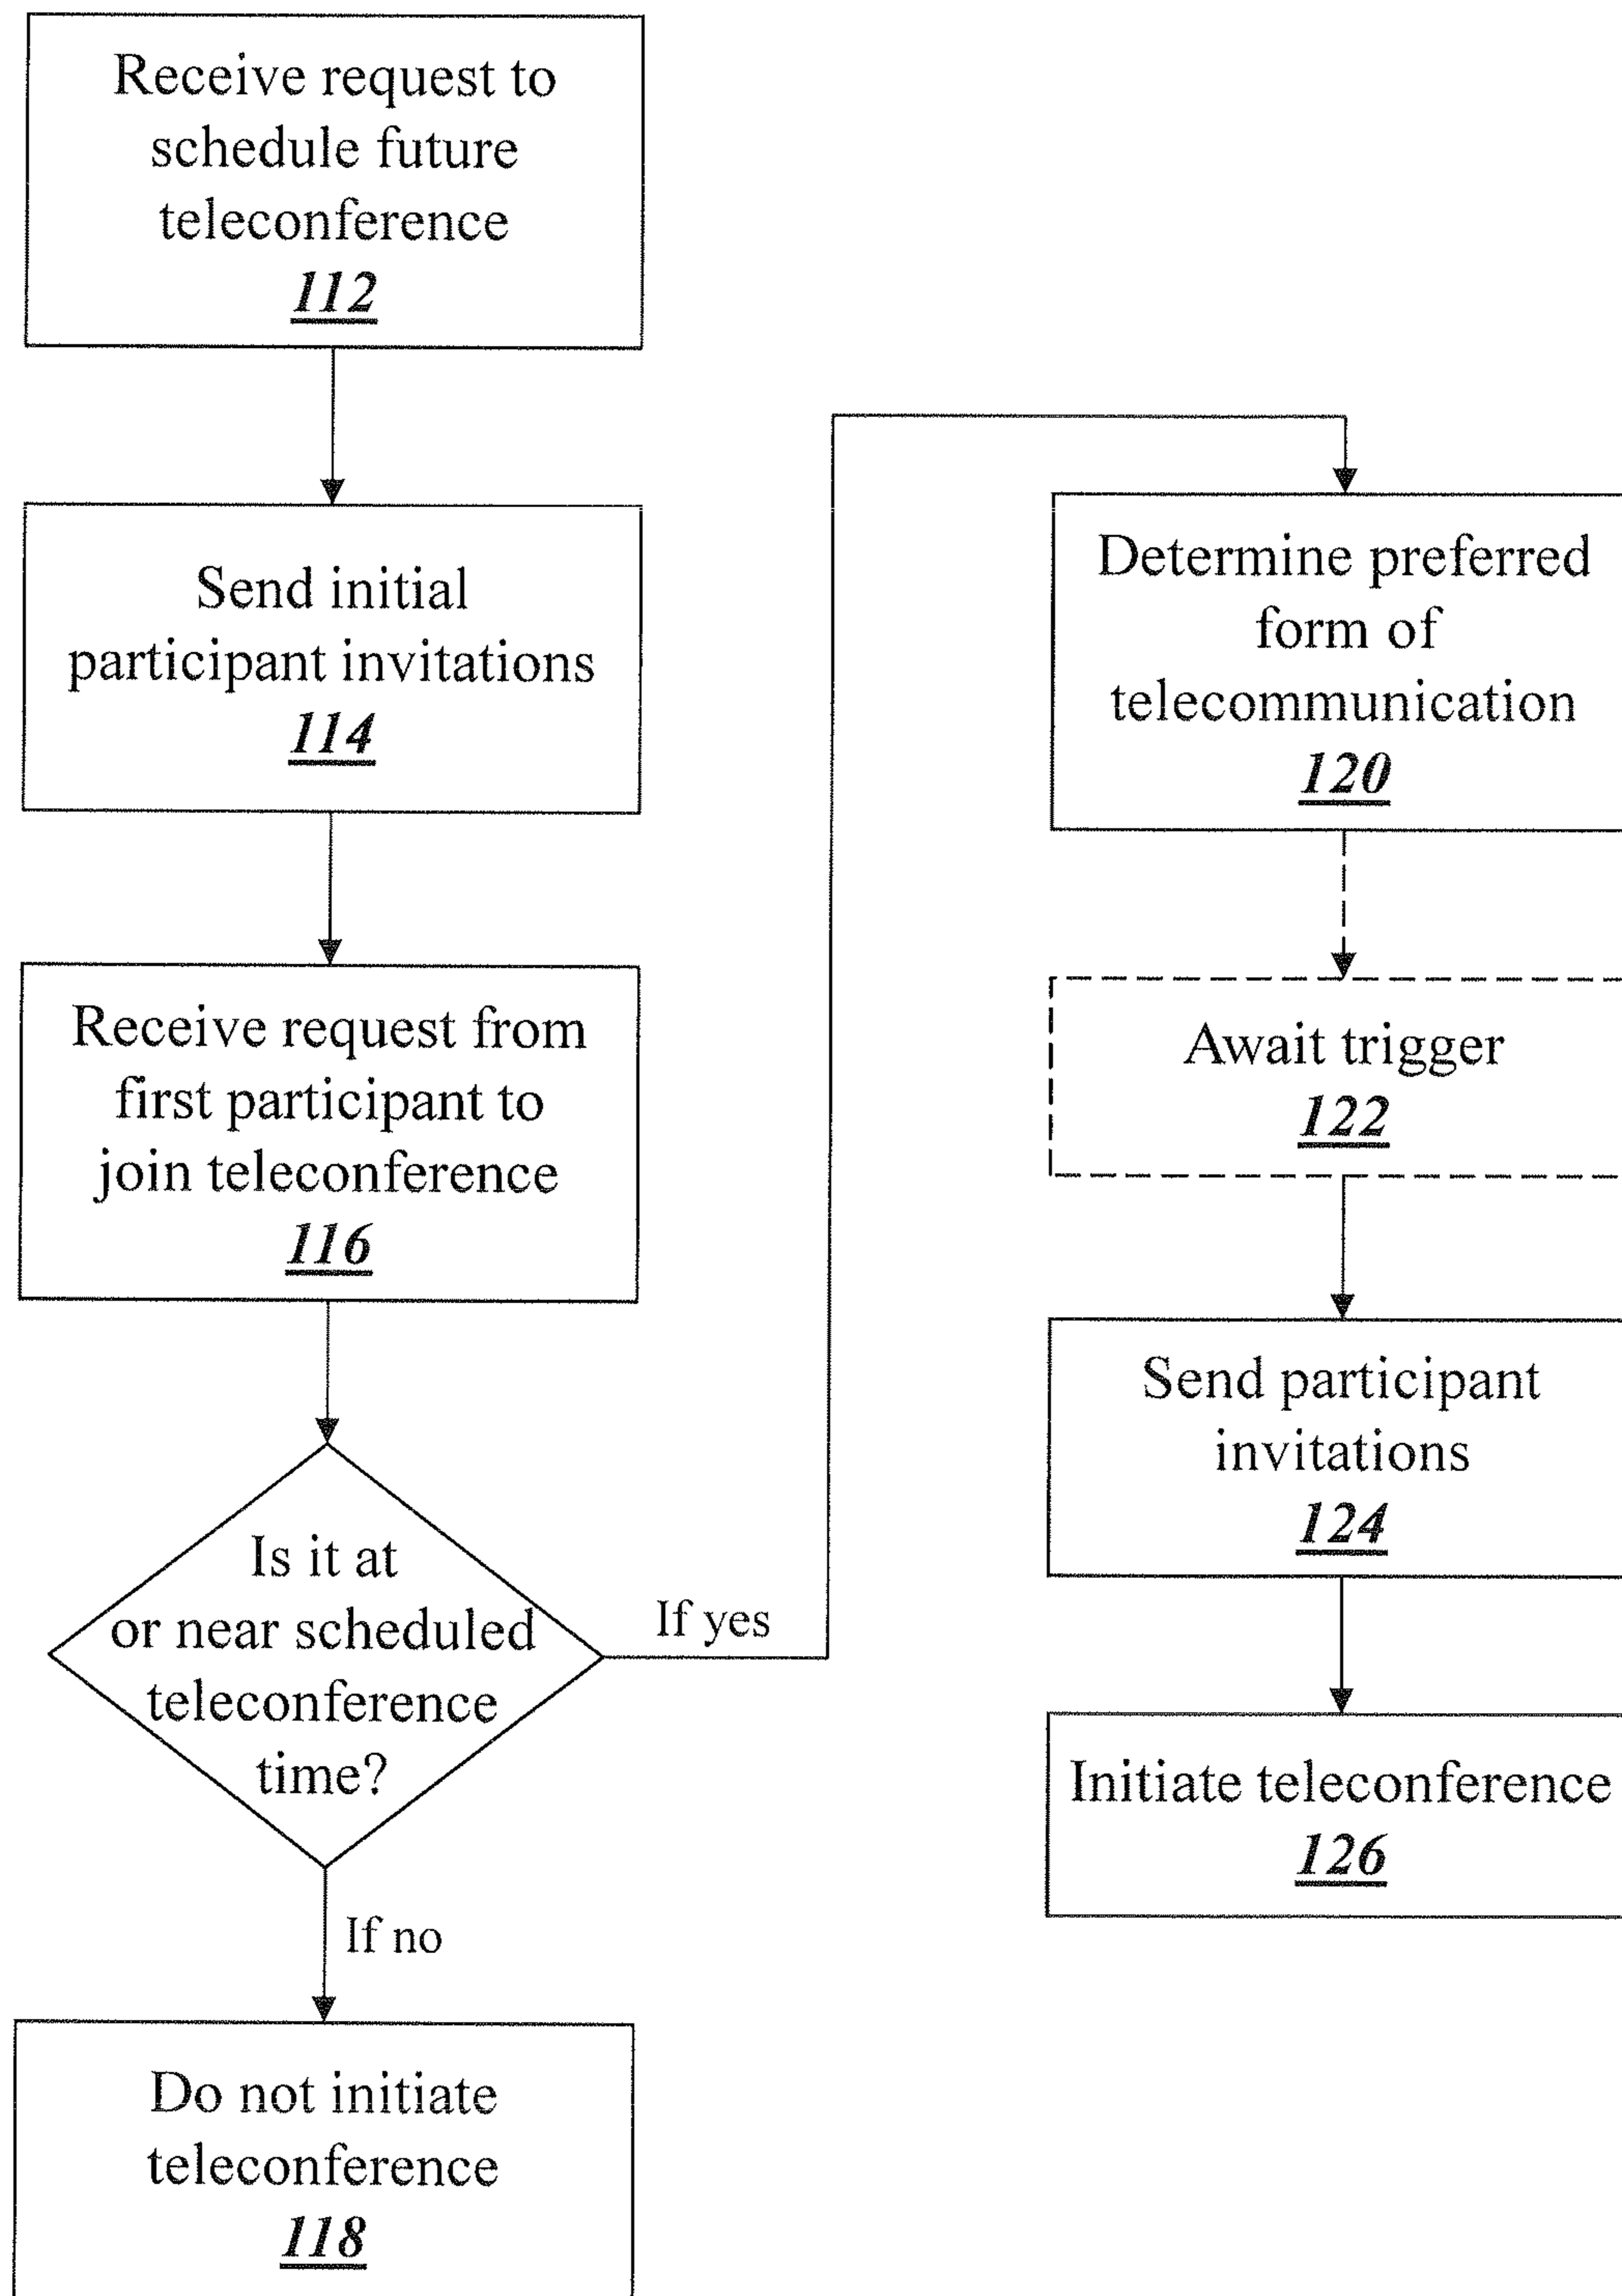 Receive request to
schedule future
teleconference
112
Send initial
participant invitations
114
Receive request from
first participant to
join teleconference
116
Is it at
or near scheduled
teleconference
time?
If yes
If no
Do not initiate
teleconference
118
Determine preferred
form of
telecommunication
120
Await trigger
122
Send participant
invitations
124
Initiate teleconference
126